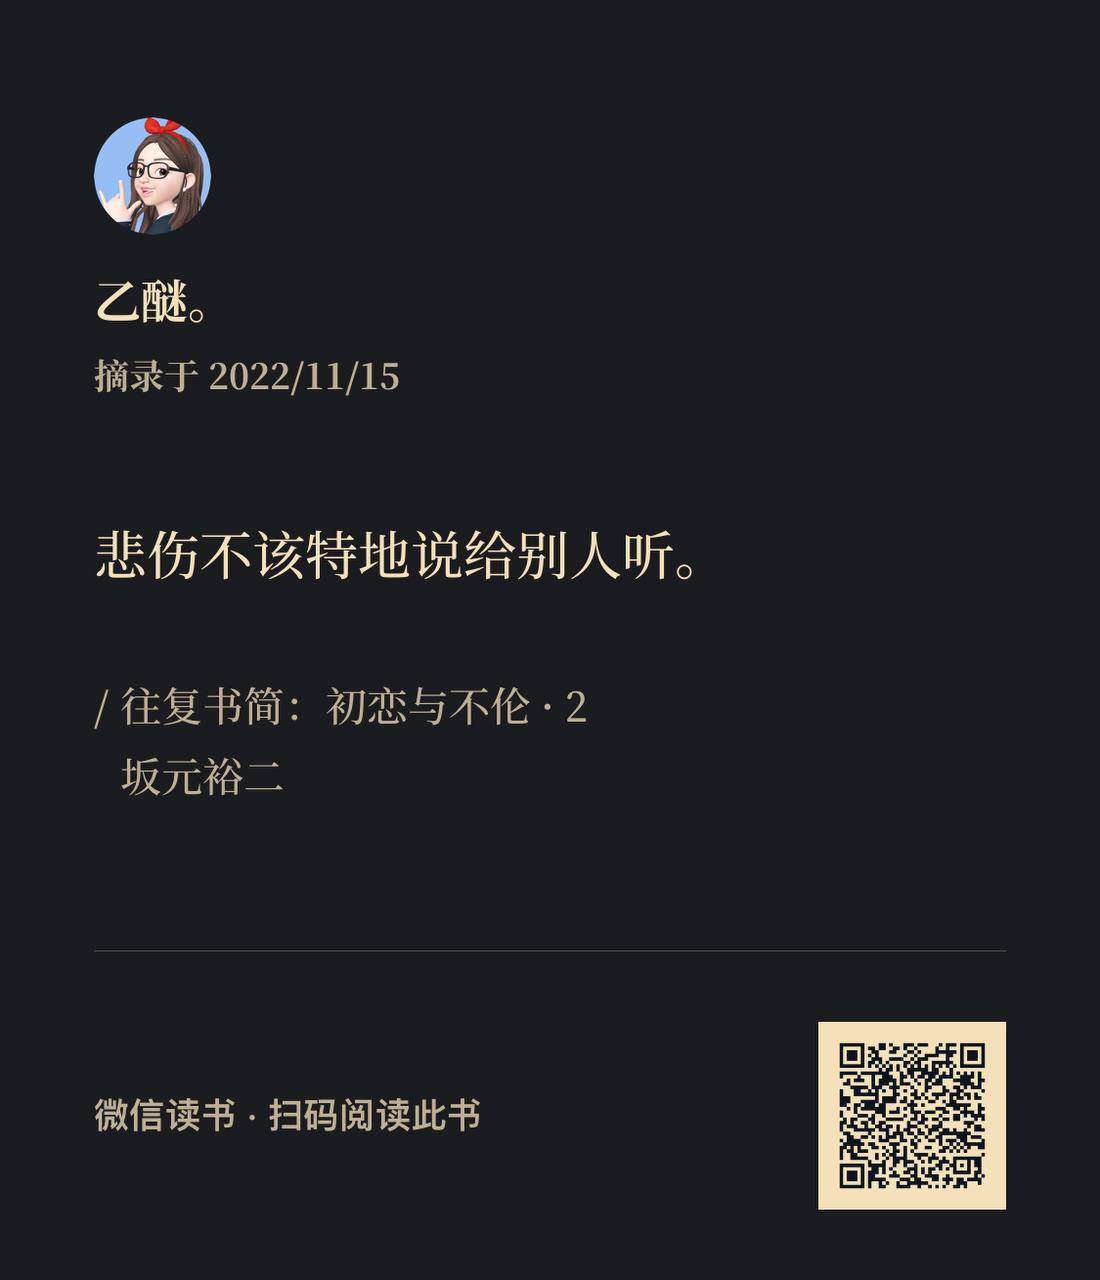 乙醚。
摘录于 2022/11/15
悲伤不该特地说给别人听。
/ 往复书简：初恋与不伦 · 2
坂元裕二
微信读书 · 扫码阅读此书